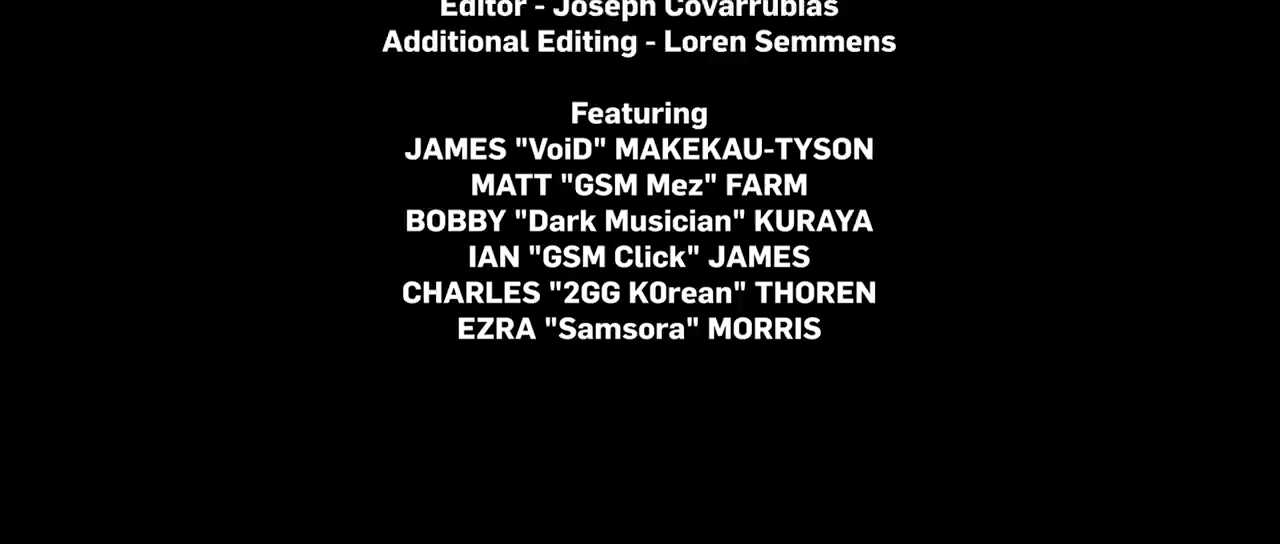 Editor - Joseph Covarrubias
Additional Editing - Loren Semmens
Featuring
JAMES "VoiD" MAKEKAU-TYSON
MATT "GSM Mez" FARM
BOBBY "Dark Musician" KURAYA
IAN "GSM Click" JAMES
CHARLES "2GG K0rean" THOREN
EZRA "Samsora" MORRIS